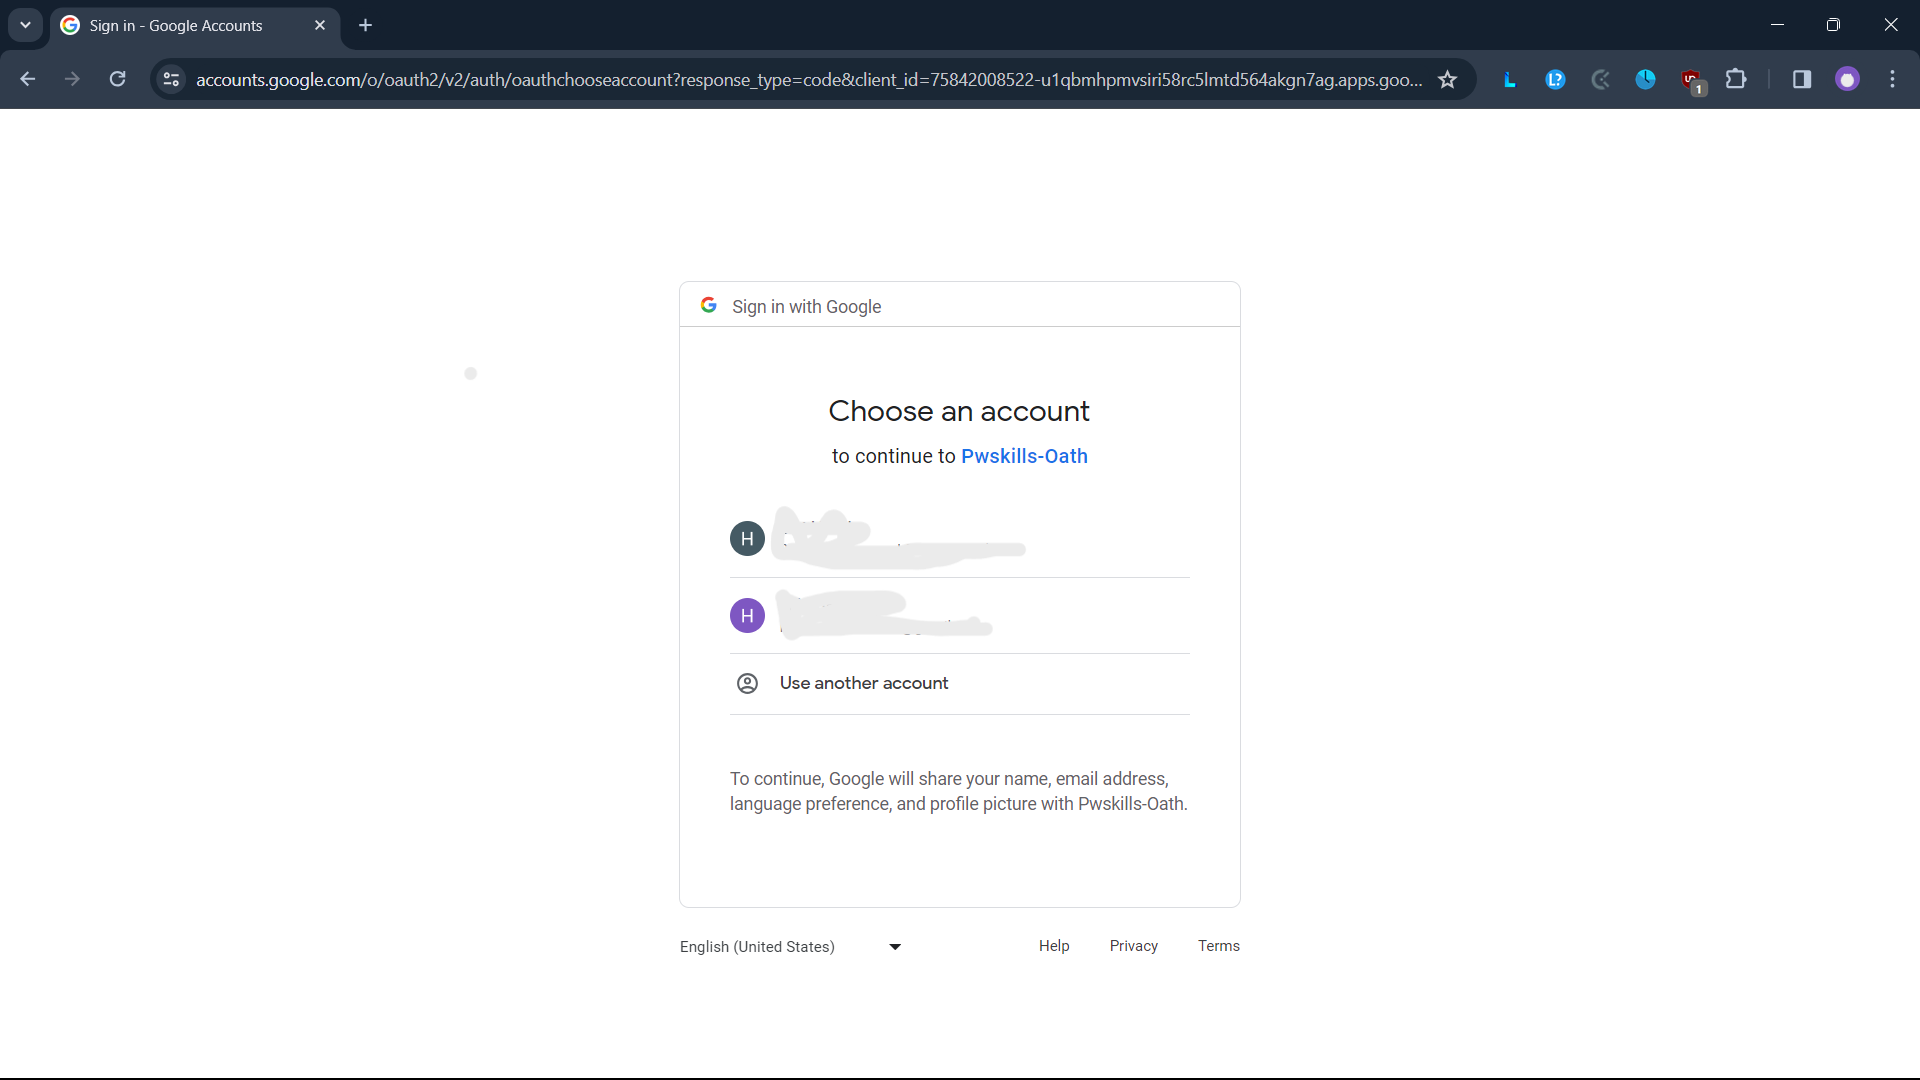 Sign in - Google Accounts
accounts.google.com/o/oauth2/v2/auth/oauthchooseaccount?response_type=code&client_id=75842008522-u1qbmhpmvsiri58rc5lmtd564akgn7ag.apps.goo...
1
Sign in with Google
Choose an account
to continue to Pwskills-Oath
H
H
Use another account
To continue, Google will share your name, email address,
language preference, and profile picture with Pwskills-Oath.
English (United States) Help Privacy Terms